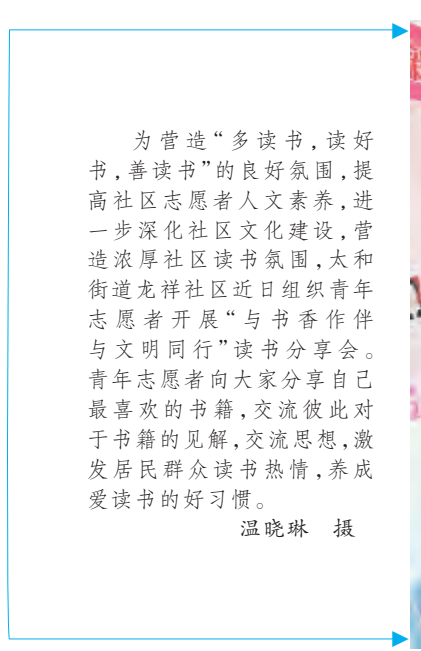 为营造“多读书，读好
书，善读书”的良好氛围，提
高社区志愿者人文素养，进
一步深化社区文化建设，营
造浓厚社区读书氛围，太和
街道龙祥社区近日组织青年
志愿者开展“与书香作伴
与文明同行”读书分享会。
青年志愿者向大家分享自己
最喜欢的书籍，交流彼此对
于书籍的见解，交流思想，激
发居民群众读书热情，养成
爱读书的好习惯。
温晓琳　摄